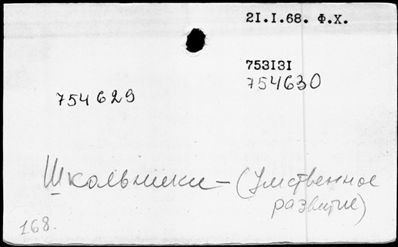 21.I.68. Ф.Х.
753131
754630
754629
Школьники – (Умственное
развитие)
168.